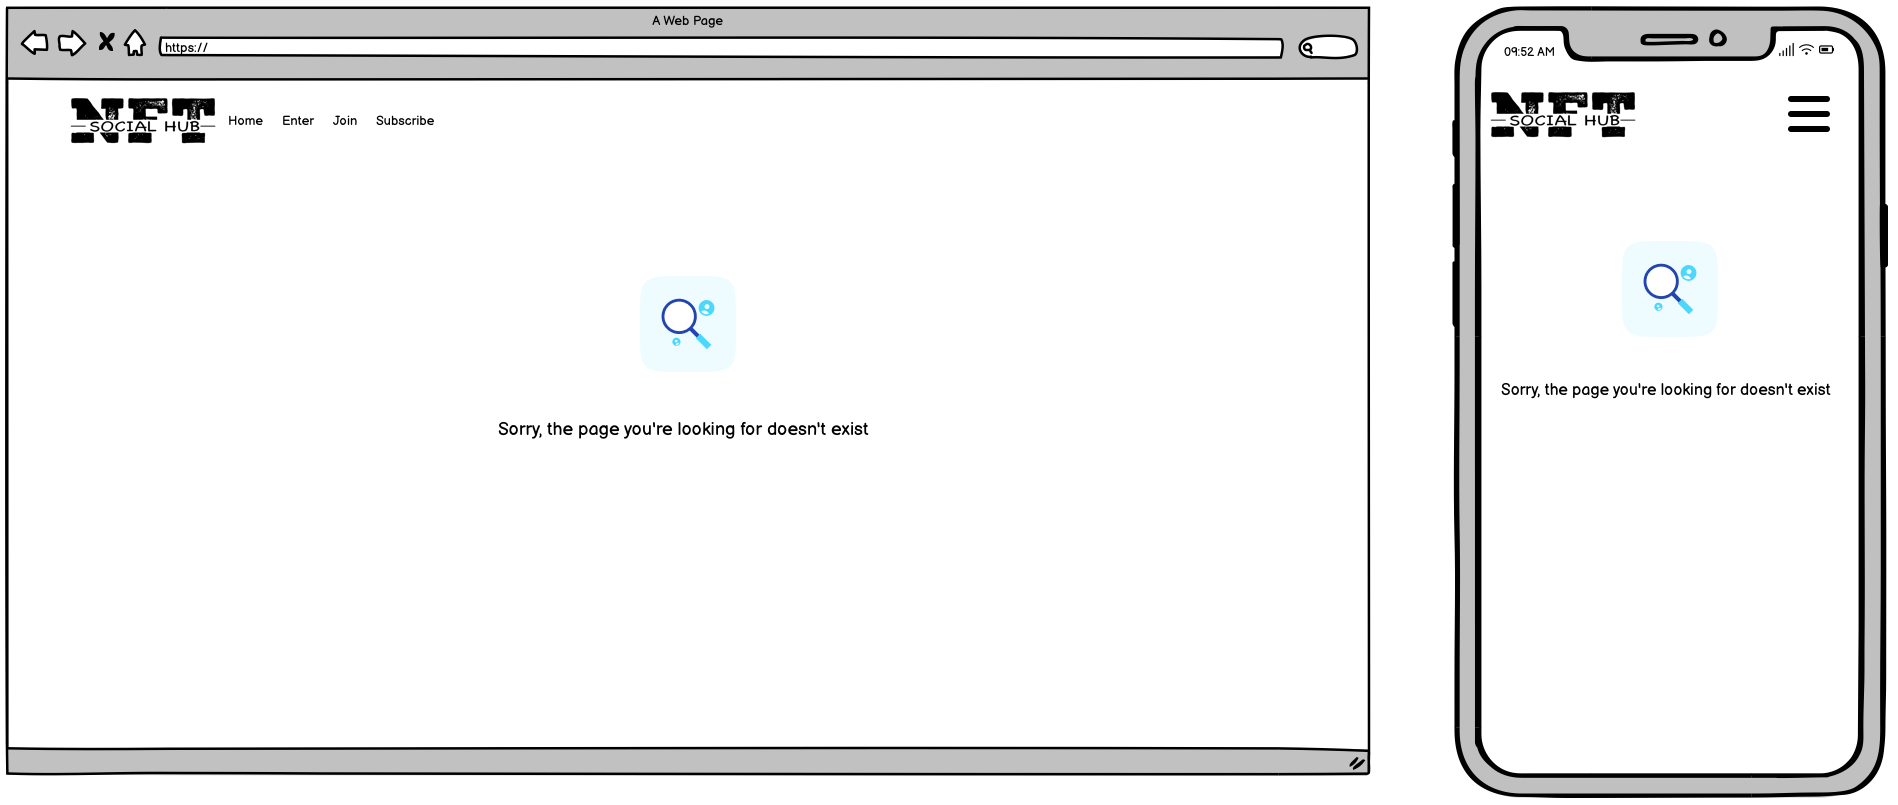 A Web Page
https://
NFT
SOCIAL HUB
Home Enter Join Subscribe
Sorry, the page you're looking for doesn't exist
09:52 AM
NFT
SOCIAL HUB
Sorry, the page you're looking for doesn't exist